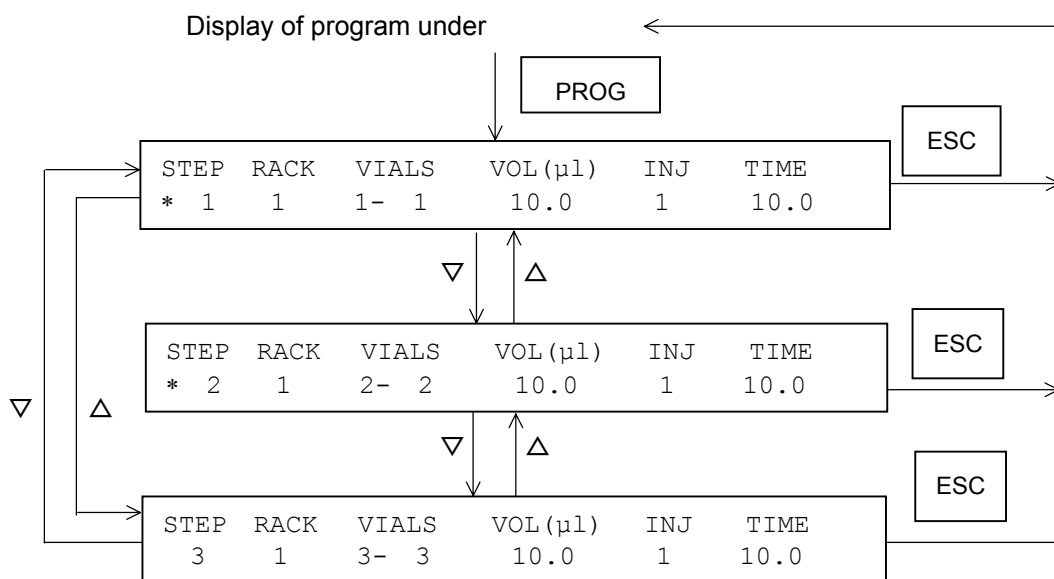 Display of program under
PROG
ESC
STEP RACK VIALS VOL(µl) INJ TIME
* 1 1 1- 1 10.0 1 10.0
▽ △
ESC
STEP RACK VIALS VOL(µl) INJ TIME
* 2 1 2- 2 10.0 1 10.0
▽ △
▽ △
ESC
STEP RACK VIALS VOL(µl) INJ TIME
3 1 3- 3 10.0 1 10.0